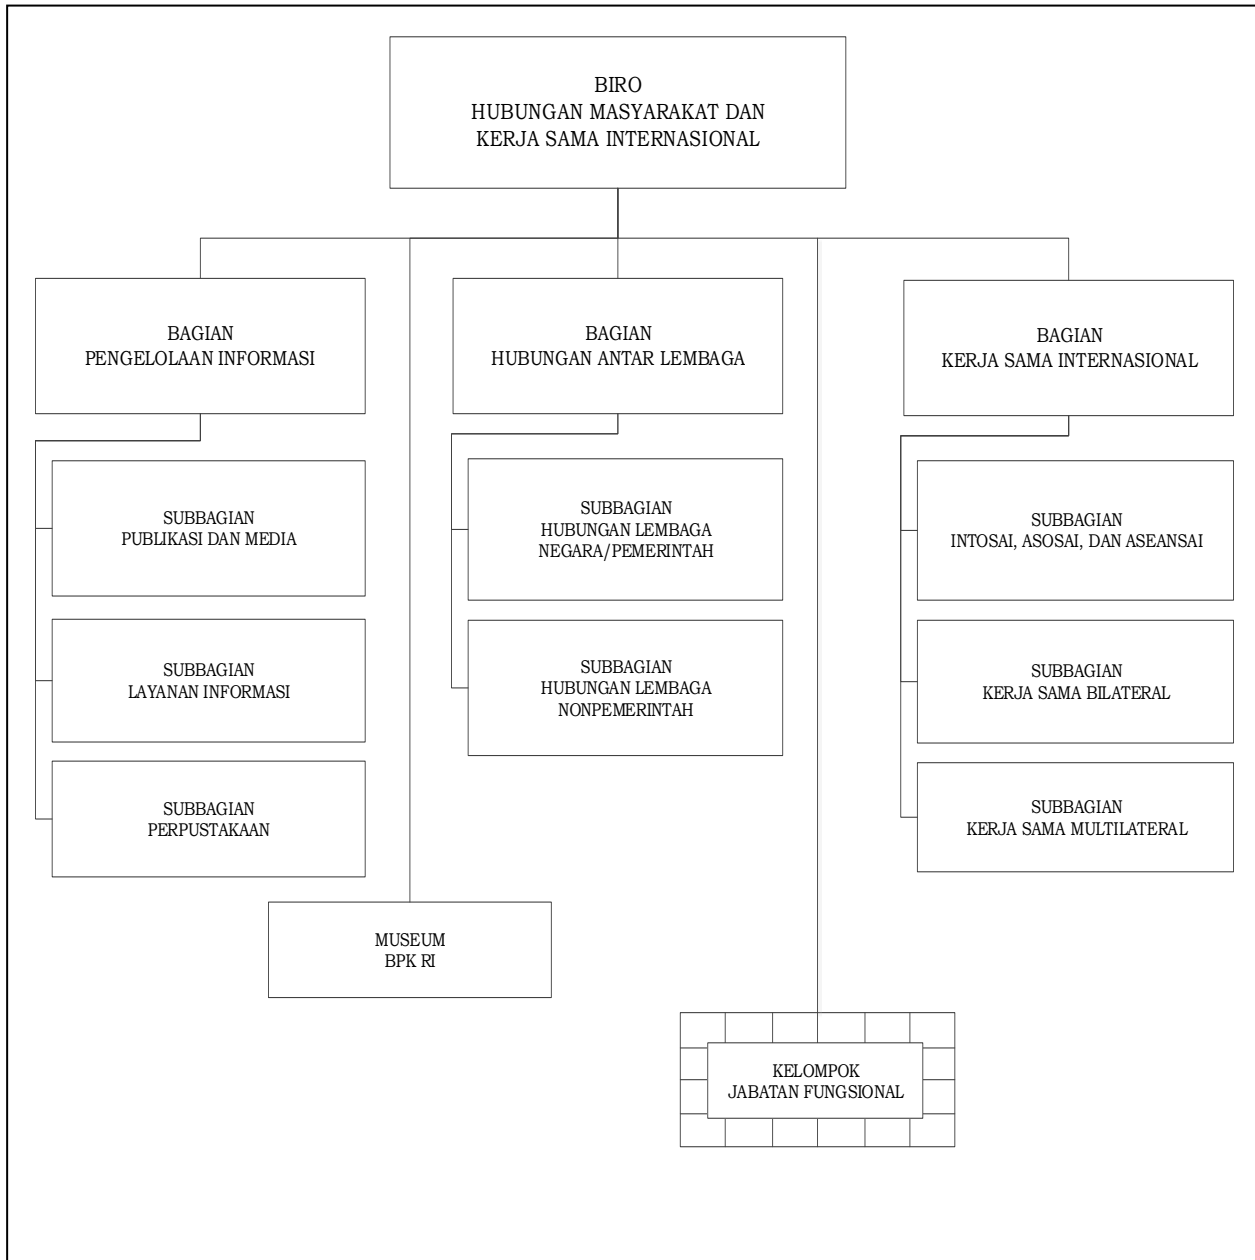 BIRO
HUBUNGAN MASYARAKAT DAN
KERJA SAMA INTERNASIONAL
BAGIAN
PENGELOLAAN INFORMASI
BAGIAN
HUBUNGAN ANTAR LEMBAGA
BAGIAN
KERJA SAMA INTERNASIONAL
SUBBAGIAN
PUBLIKASI DAN MEDIA
SUBBAGIAN
HUBUNGAN LEMBAGA
NEGARA/PEMERINTAH
SUBBAGIAN
INTOSAI, ASOSAI, DAN ASEANSAI
SUBBAGIAN
LAYANAN INFORMASI
SUBBAGIAN
HUBUNGAN LEMBAGA
NONPEMERINTAH
SUBBAGIAN
KERJA SAMA BILATERAL
SUBBAGIAN
PERPUSTAKAAN
SUBBAGIAN
KERJA SAMA MULTILATERAL
MUSEUM
BPK RI
KELOMPOK
JABATAN FUNGSIONAL